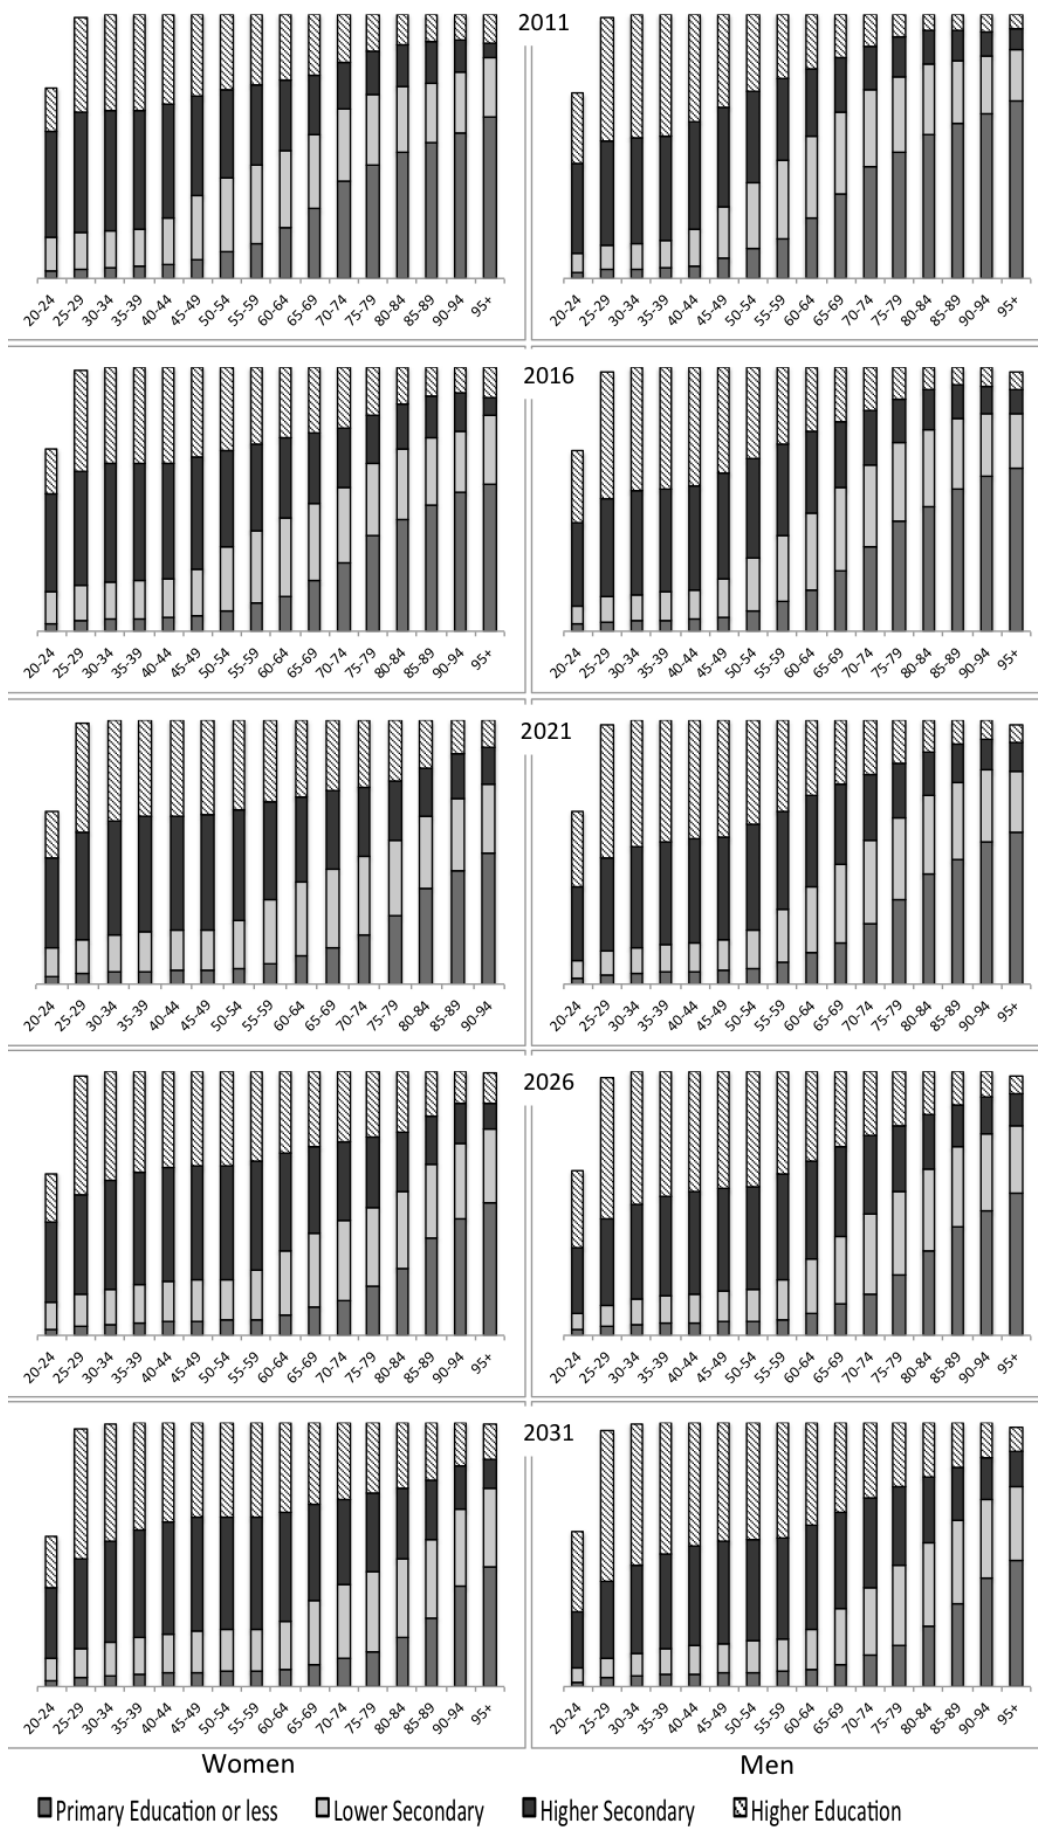 2011
20-24 25-29 30-34 35-39 40-44 45-49 50-54 55-59 60-64 65-69 70-74 75-79 80-84 85-89 90-94 95+
20-24 25-29 30-34 35-39 40-44 45-49 50-54 55-59 60-64 65-69 70-74 75-79 80-84 85-89 90-94 95+
2016
20-24 25-29 30-34 35-39 40-44 45-49 50-54 55-59 60-64 65-69 70-74 75-79 80-84 85-89 90-94 95+
20-24 25-29 30-34 35-39 40-44 45-49 50-54 55-59 60-64 65-69 70-74 75-79 80-84 85-89 90-94 95+
2021
20-24 25-29 30-34 35-39 40-44 45-49 50-54 55-59 60-64 65-69 70-74 75-79 80-84 85-89 90-94
20-24 25-29 30-34 35-39 40-44 45-49 50-54 55-59 60-64 65-69 70-74 75-79 80-84 85-89 90-94 95+
2026
20-24 25-29 30-34 35-39 40-44 45-49 50-54 55-59 60-64 65-69 70-74 75-79 80-84 85-89 90-94 95+
20-24 25-29 30-34 35-39 40-44 45-49 50-54 55-59 60-64 65-69 70-74 75-79 80-84 85-89 90-94 95+
2031
20-24 25-29 30-34 35-39 40-44 45-49 50-54 55-59 60-64 65-69 70-74 75-79 80-84 85-89 90-94 95+
20-24 25-29 30-34 35-39 40-44 45-49 50-54 55-59 60-64 65-69 70-74 75-79 80-84 85-89 90-94 95+
Women Men
Primary Education or less Lower Secondary Higher Secondary Higher Education